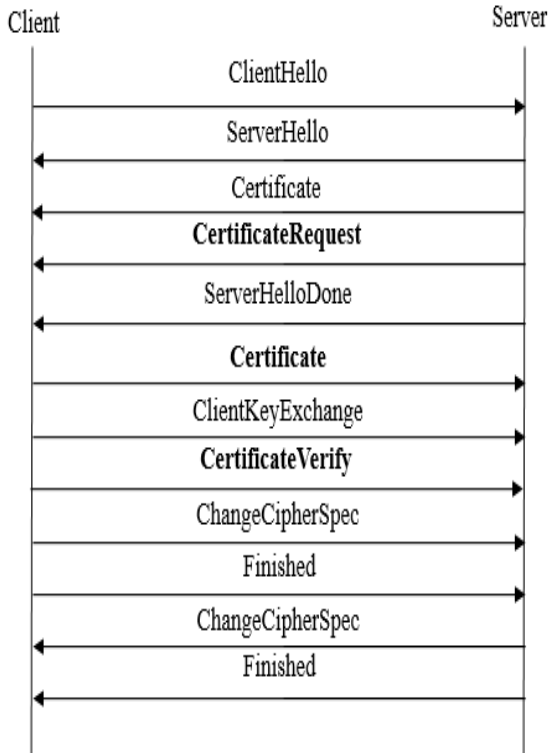 Client
Server
ClientHello
ServerHello
Certificate
CertificateRequest
ServerHelloDone
Certificate
ClientKeyExchange
CertificateVerify
ChangeCipherSpec
Finished
ChangeCipherSpec
Finished